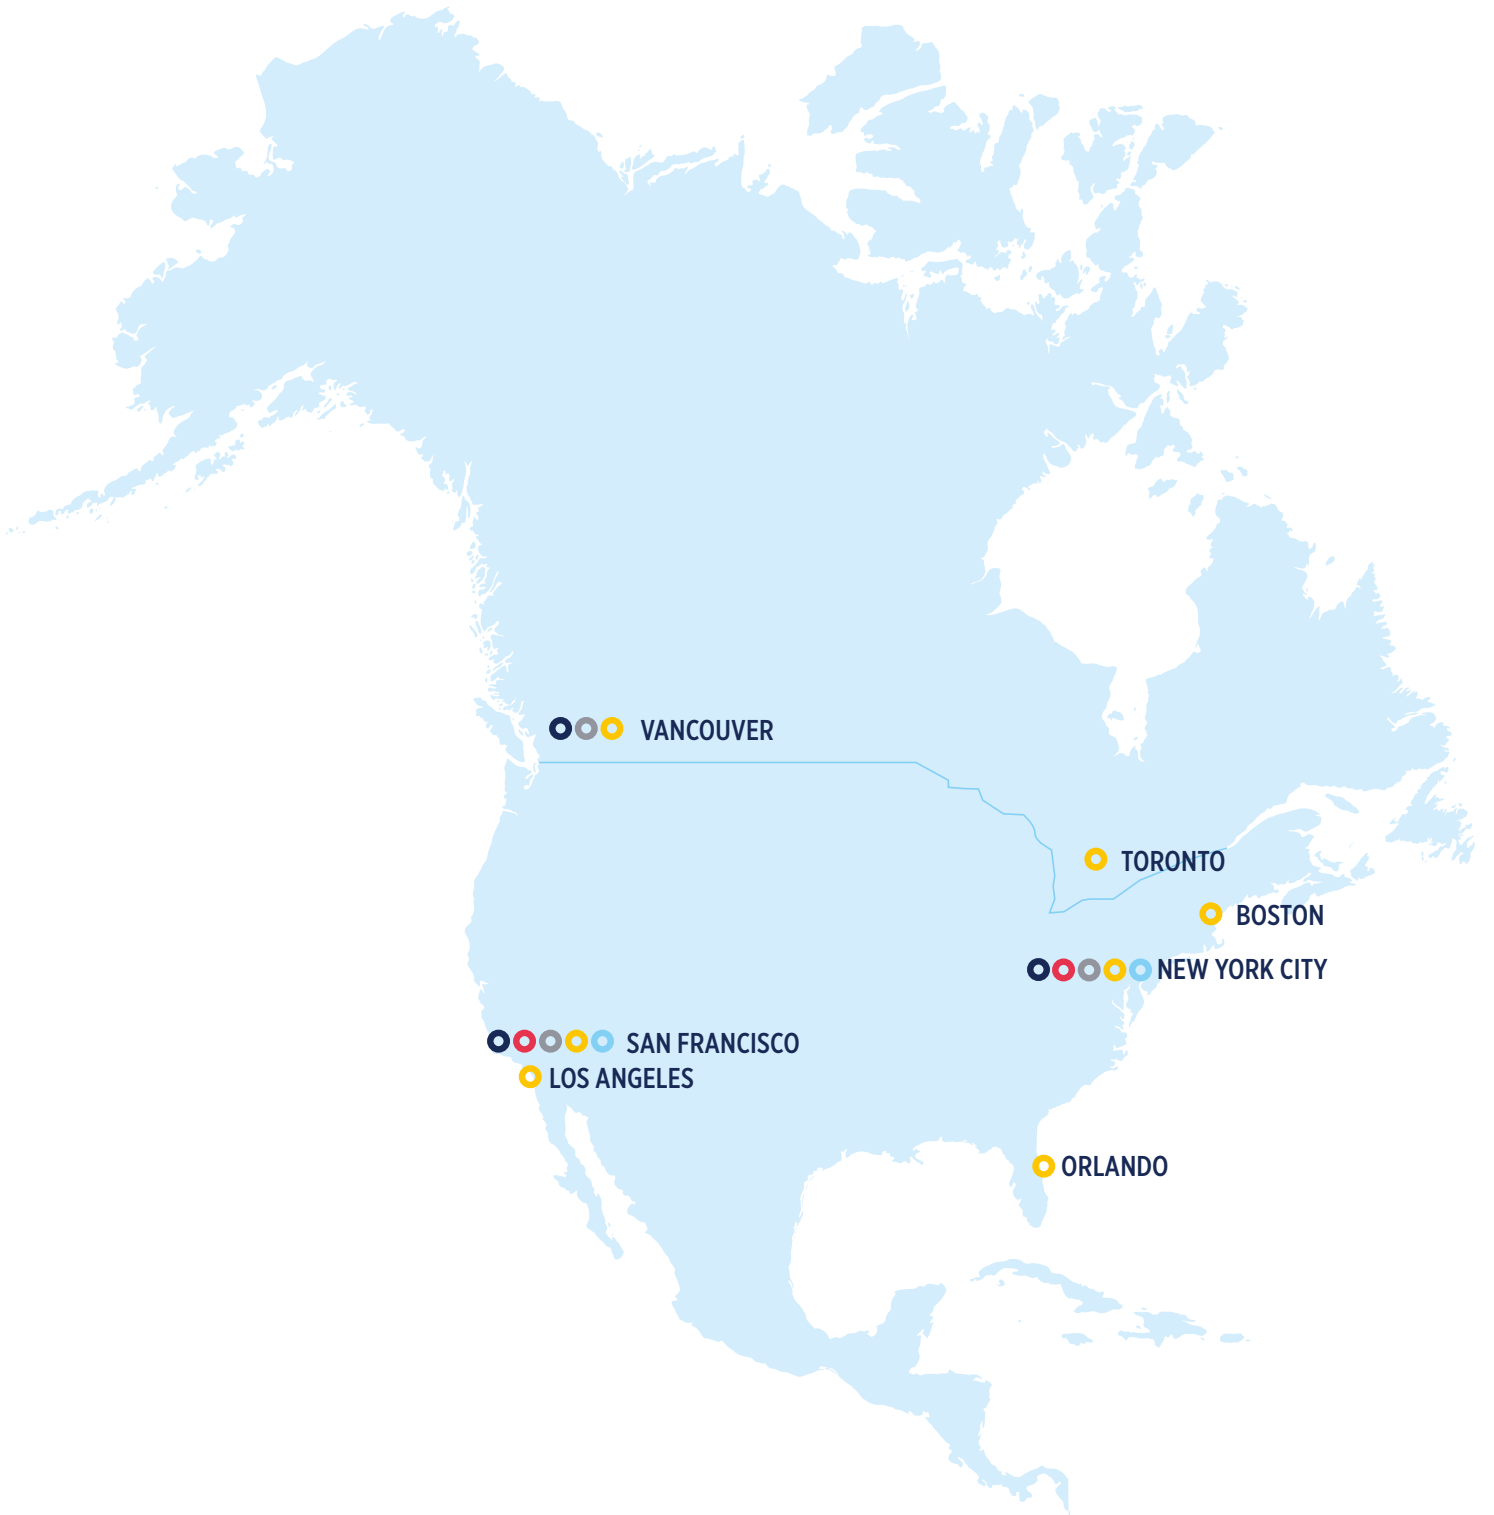 VANCOUVER
TORONTO
BOSTON
NEW YORK CITY
SAN FRANCISCO
LOS ANGELES
ORLANDO